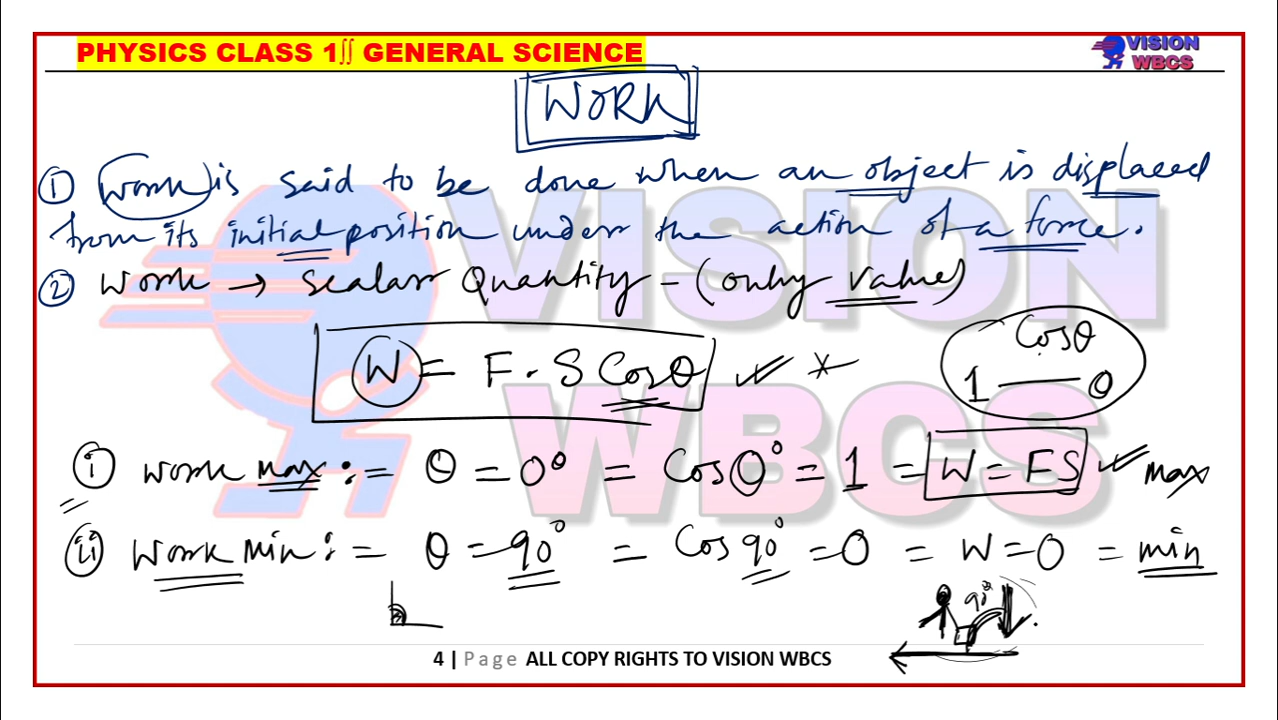 PHYSICS CLASS 1∬ GENERAL SCIENCE
VISION
WBCS
WORK
① Work is said to be done when an object is displaced
from its initial position under the action of a force.
② Work → Scalar Quantity - (only value)
W = F . S Cosθ
Cosθ
1 — 0
i Work max := θ = 0° = Cos0° = 1 = W = FS max
ii Work min := θ = 90° = Cos 90° = 0 = W = 0 = min
90°
4 | Page ALL COPY RIGHTS TO VISION WBCS
VISION
WBCS